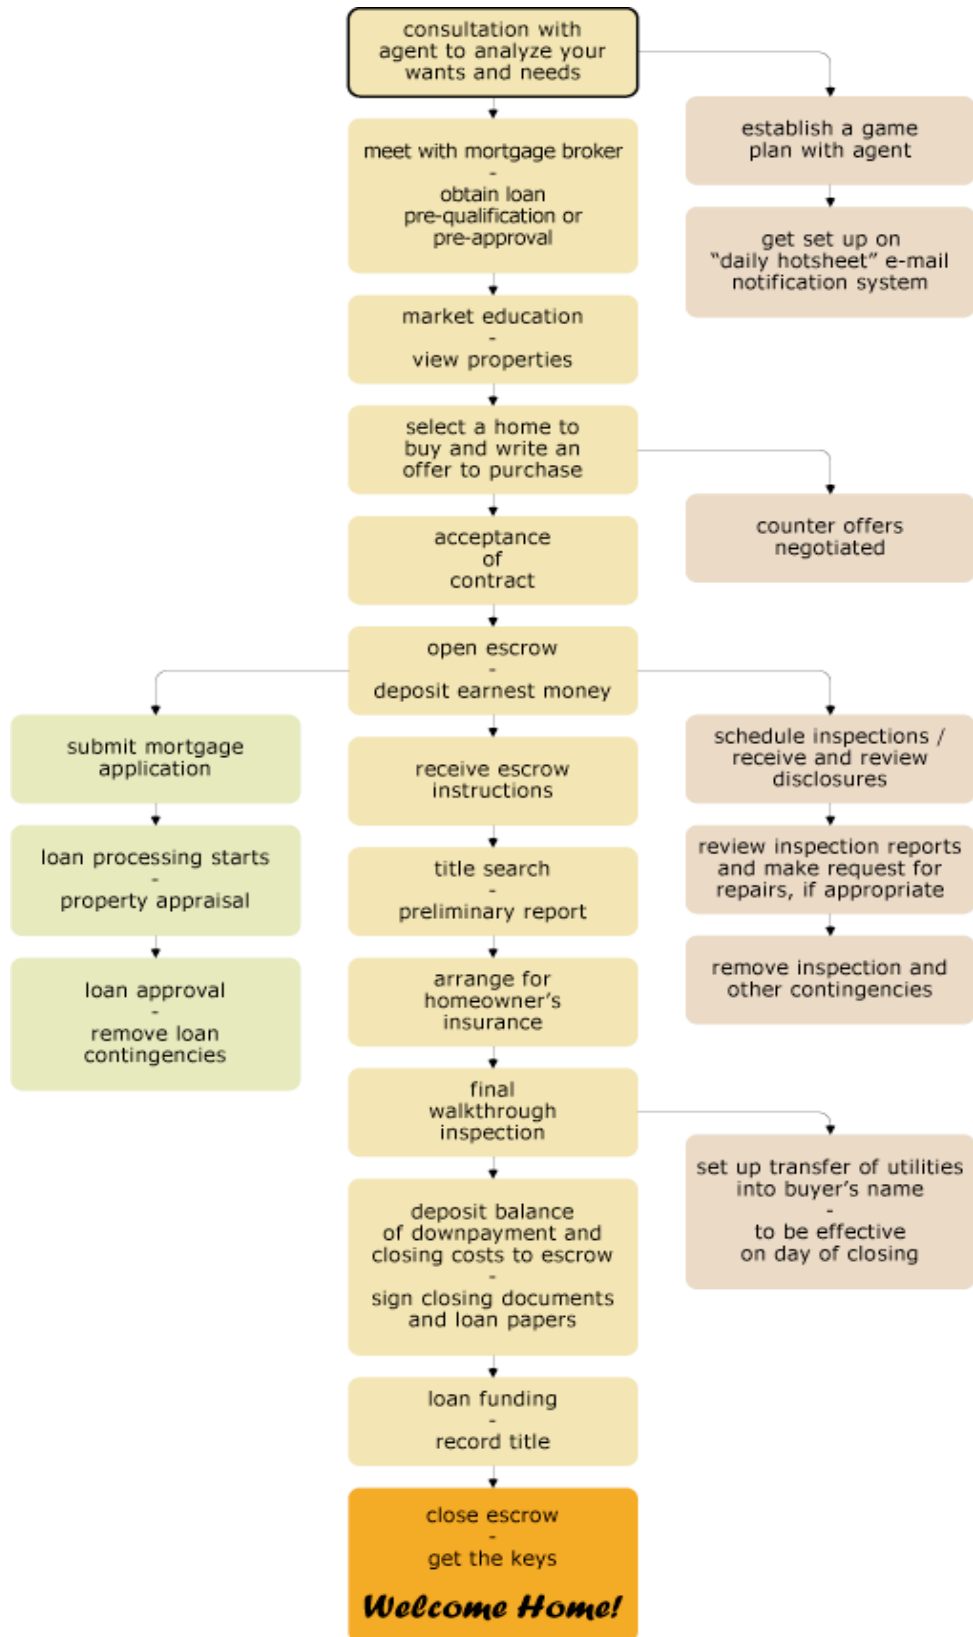 consultation with
agent to analyze your
wants and needs
establish a game
plan with agent
meet with mortgage broker
-
obtain loan
pre-qualification or
pre-approval
get set up on
“daily hotsheet” e-mail
notification system
market education
-
view properties
select a home to
buy and write an
offer to purchase
counter offers
negotiated
acceptance
of
contract
open escrow
-
deposit earnest money
submit mortgage
application
receive escrow
instructions
schedule inspections /
receive and review
disclosures
loan processing starts
-
property appraisal
title search
-
preliminary report
review inspection reports
and make request for
repairs, if appropriate
loan approval
-
remove loan
contingencies
arrange for
homeowner’s
insurance
remove inspection and
other contingencies
final
walkthrough
inspection
set up transfer of utilities
into buyer’s name
-
to be effective
on day of closing
deposit balance
of downpayment and
closing costs to escrow
-
sign closing documents
and loan papers
loan funding
-
record title
close escrow
-
get the keys
Welcome Home!